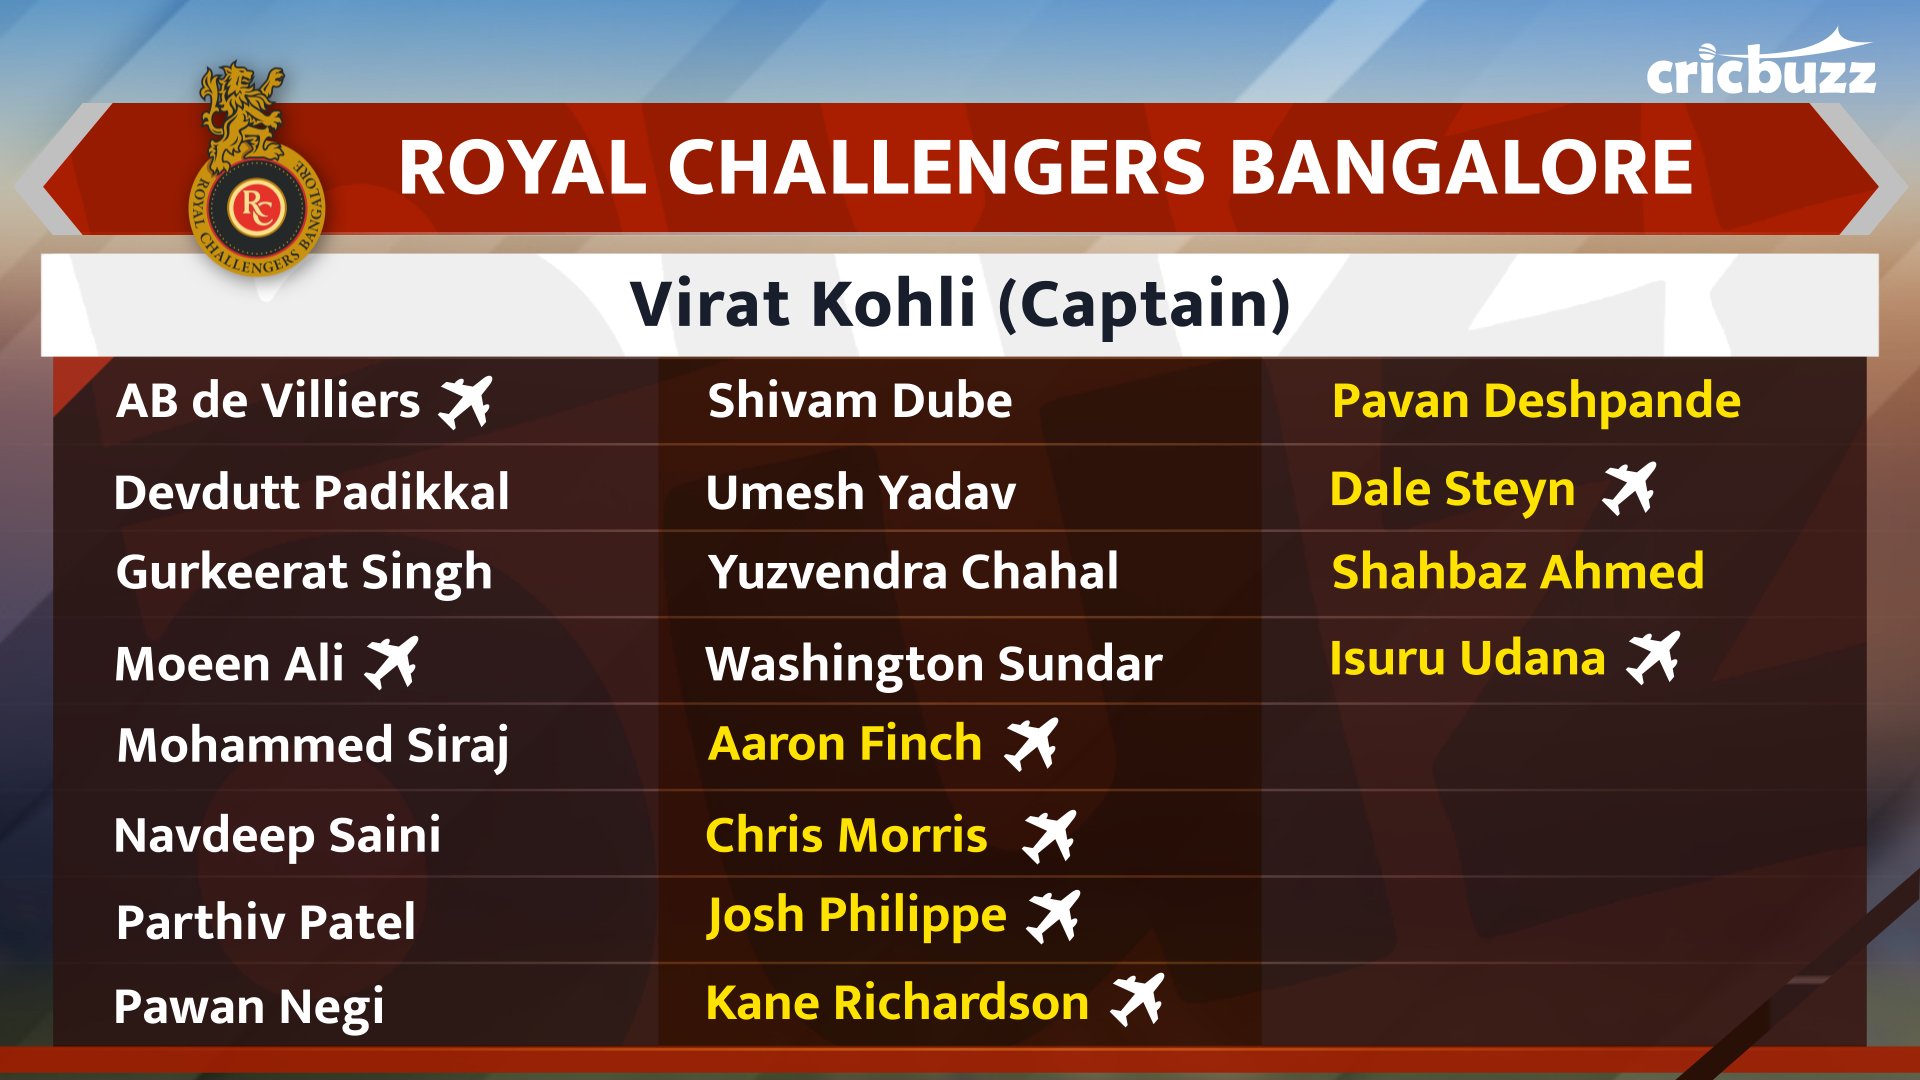 cricbuzz
ROYAL CHALLENGERS BANGALORE
RC
ROYAL CHALLENGERS BANGALORE
Virat Kohli (Captain)
AB de Villiers
Devdutt Padikkal
Gurkeerat Singh
Moeen Ali
Mohammed Siraj
Navdeep Saini
Parthiv Patel
Pawan Negi
Shivam Dube
Umesh Yadav
Yuzvendra Chahal
Washington Sundar
Aaron Finch
Chris Morris
Josh Philippe
Kane Richardson
Pavan Deshpande
Dale Steyn
Shahbaz Ahmed
Isuru Udana